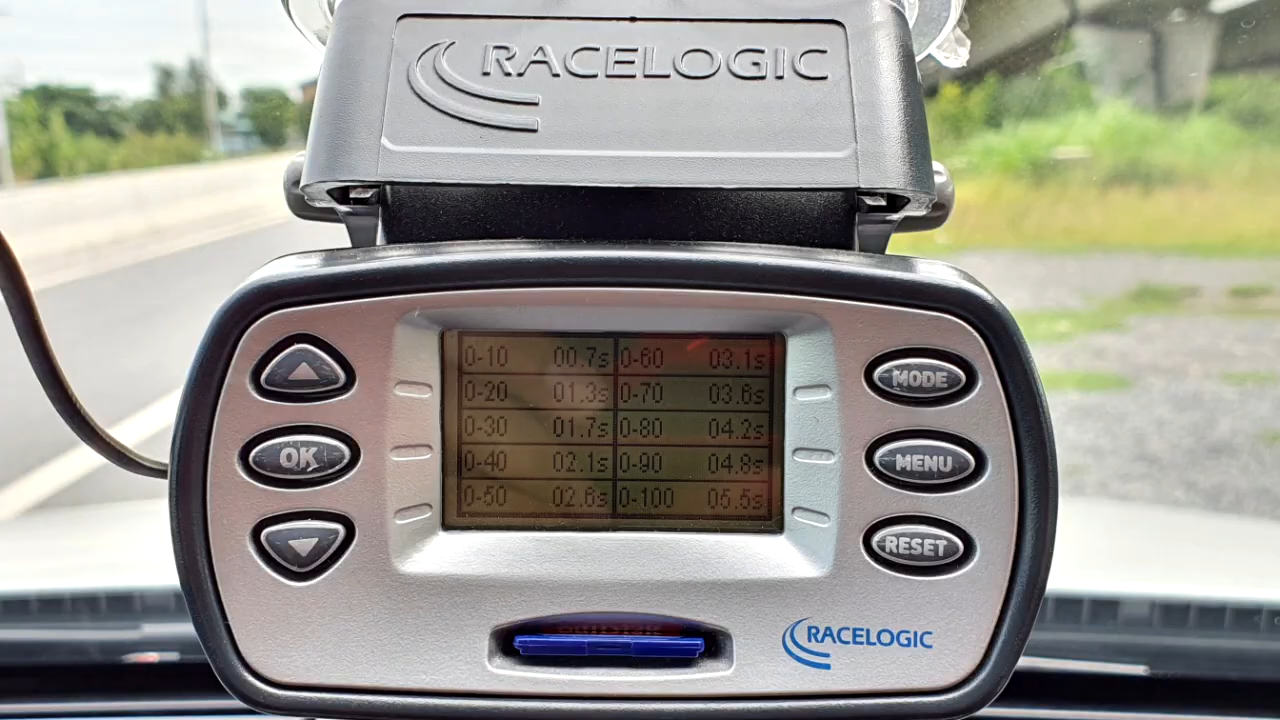 RACELOGIC
0-10 00.7s 0-60 03.1s
0-20 01.3s 0-70 03.6s
0-30 01.7s 0-80 04.2s
0-40 02.1s 0-90 04.8s
0-50 02.6s 0-100 05.5s
OK
MODE
MENU
RESET
RACELOGIC